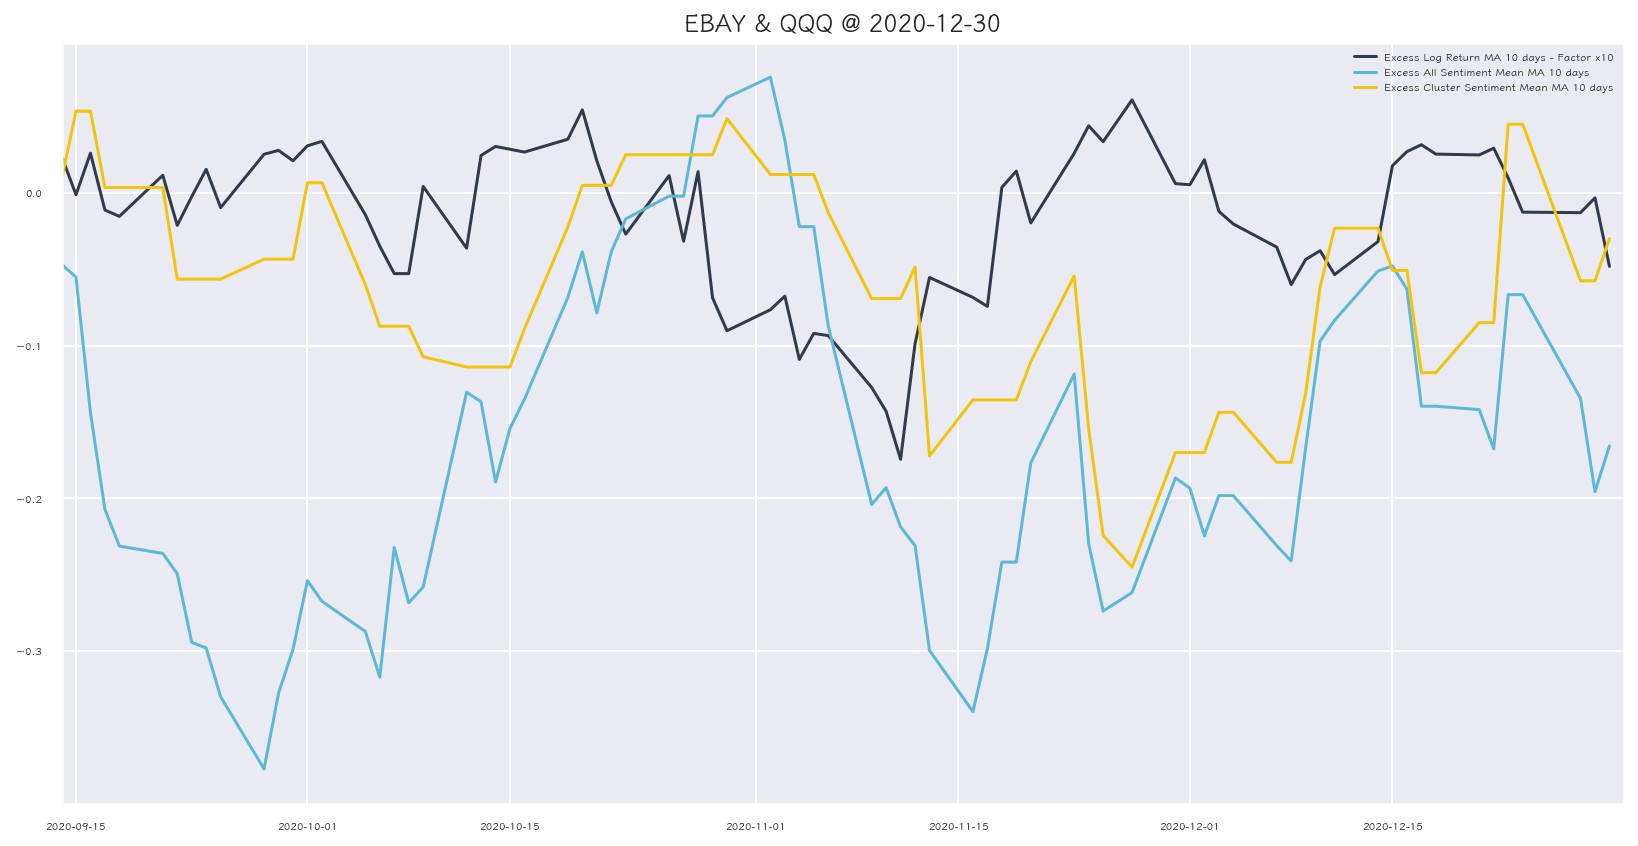 EBAY & QQQ @ 2020-12-30
Excess Log Return MA 10 days - Factor x10
Excess All Sentiment Mean MA 10 days
Excess Cluster Sentiment Mean MA 10 days
0.0
−0.1
−0.2
−0.3
2020-09-15 2020-10-01 2020-10-15 2020-11-01 2020-11-15 2020-12-01 2020-12-15